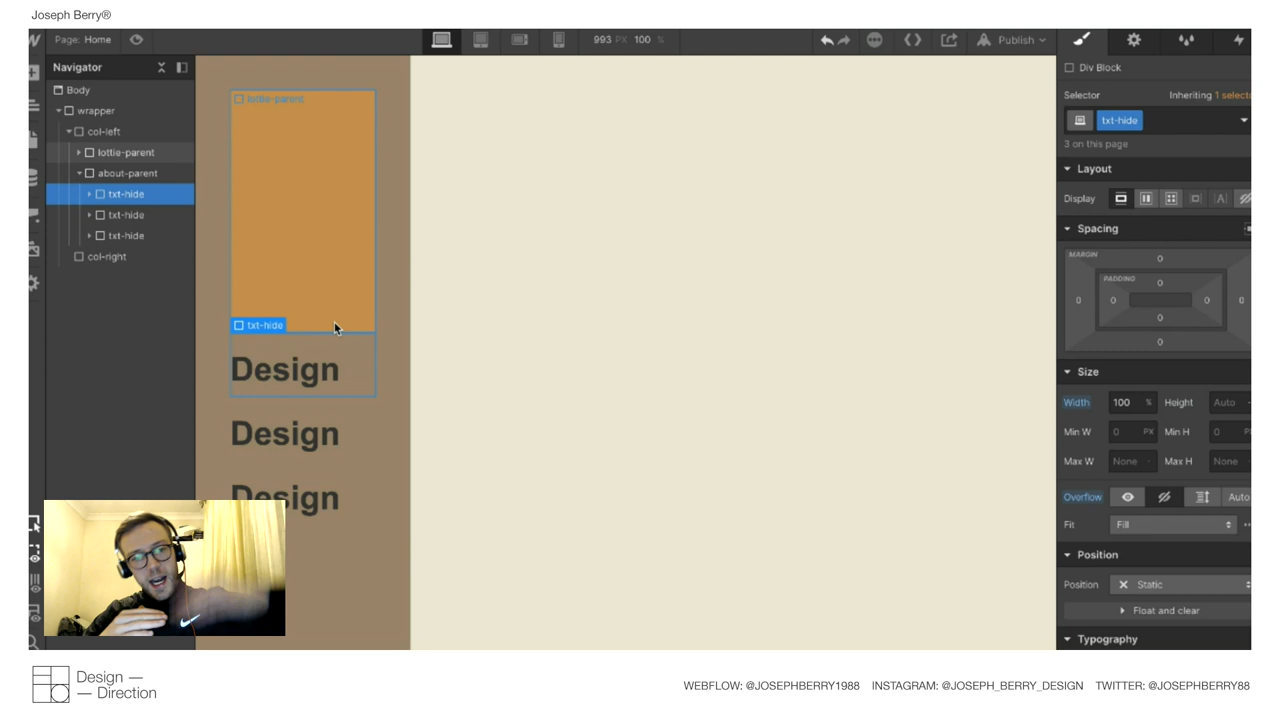 Joseph Berry®
Page: Home
993 PX 100 %
Publish
Navigator
Body
wrapper
col-left
lottie-parent
about-parent
txt-hide
txt-hide
txt-hide
col-right
lottie-parent
txt-hide
Design
Design
Design
Div Block
Selector
Inheriting 1 selecto
txt-hide
3 on this page
Layout
Display
Spacing
MARGIN
0
PADDING
0
0 0 0 0
0
0
Size
Width 100 % Height Auto -
Min W 0 PX Min H 0 P
Max W None - Max H None
Overflow Auto
Fit Fill
Position
Position Static
Float and clear
Typography
Design —
— Direction
WEBFLOW: @JOSEPHBERRY1988 INSTAGRAM: @JOSEPH_BERRY_DESIGN TWITTER: @JOSEPHBERRY88